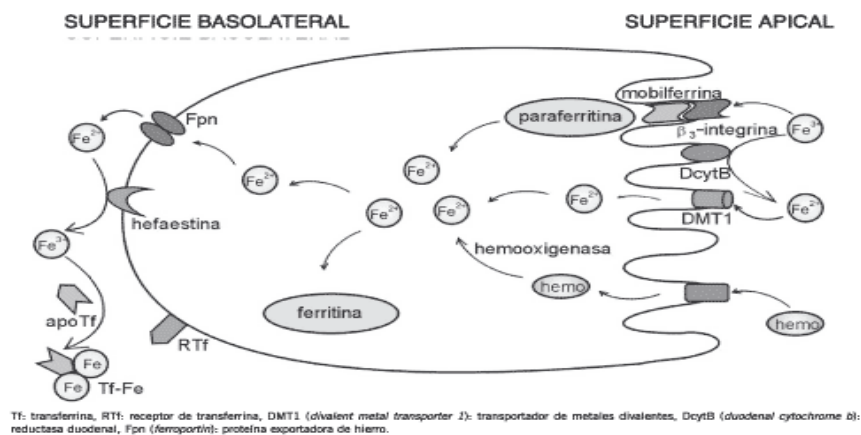 SUPERFICIE BASOLATERAL
SUPERFICIE APICAL
mobilferrina
Fpn
paraferritina
Fe³⁺
Fe²⁺
β₃-integrina
DcytB
Fe²⁺
Fe²⁺
Fe²⁺
Fe²⁺
Fe²⁺
Fe²⁺
DMT1
hefaestina
Fe³⁺
hemooxigenasa
hemo
ferritina
hemo
apoTf
RTf
Fe
Fe
Tf-Fe
Tf: transferrina, RTf: receptor de transferrina, DMT1 (divalent metal transporter 1): transportador de metales divalentes, DcytB (duodenal cytochrome b):
reductasa duodenal, Fpn (ferroportin): proteína exportadora de hierro.